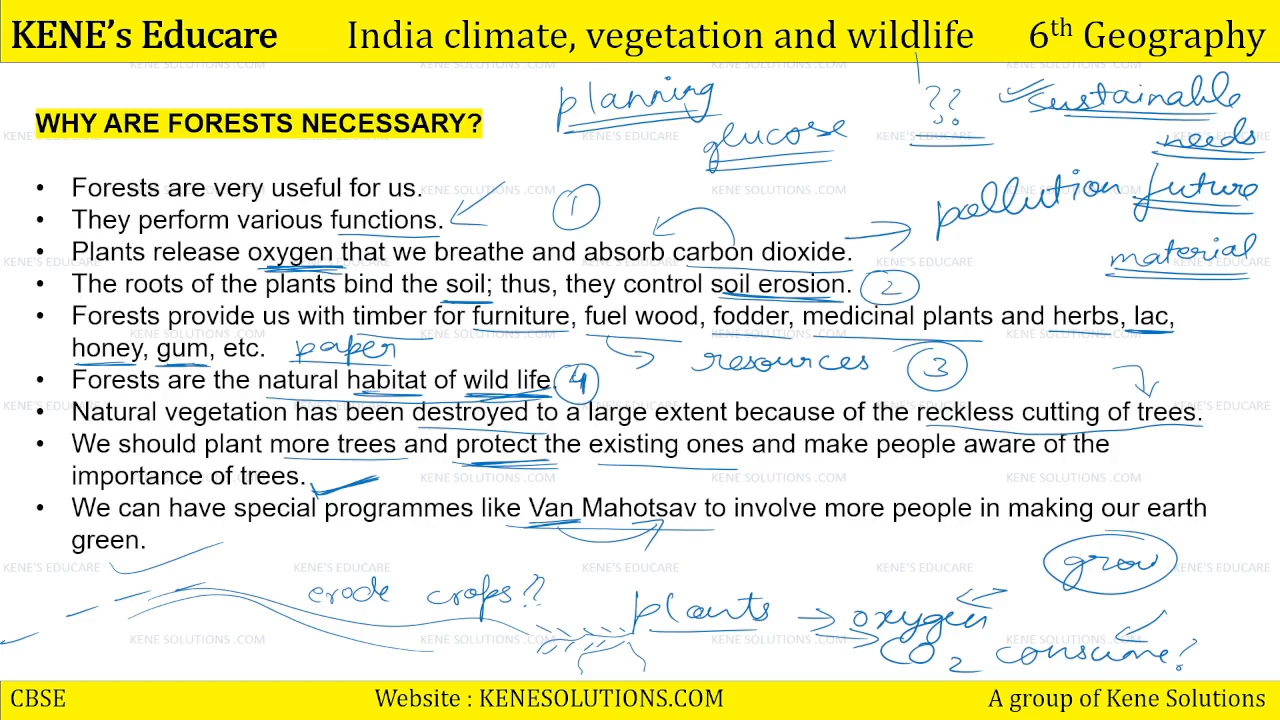 KENE's Educare India climate, vegetation and wildlife 6th Geography
planning ?? sustainable
WHY ARE FORESTS NECESSARY?
glucose needs
• Forests are very useful for us. pollution future
• They perform various functions. 1
• Plants release oxygen that we breathe and absorb carbon dioxide. material
• The roots of the plants bind the soil; thus, they control soil erosion. 2
• Forests provide us with timber for furniture, fuel wood, fodder, medicinal plants and herbs, lac,
honey, gum, etc. paper resources 3
• Forests are the natural habitat of wild life. 4
• Natural vegetation has been destroyed to a large extent because of the reckless cutting of trees.
• We should plant more trees and protect the existing ones and make people aware of the
importance of trees.
• We can have special programmes like Van Mahotsav to involve more people in making our earth
green.
grow
erode crops?? plants → oxygen
CO2
CBSE Website : KENESOLUTIONS.COM A group of Kene Solutions